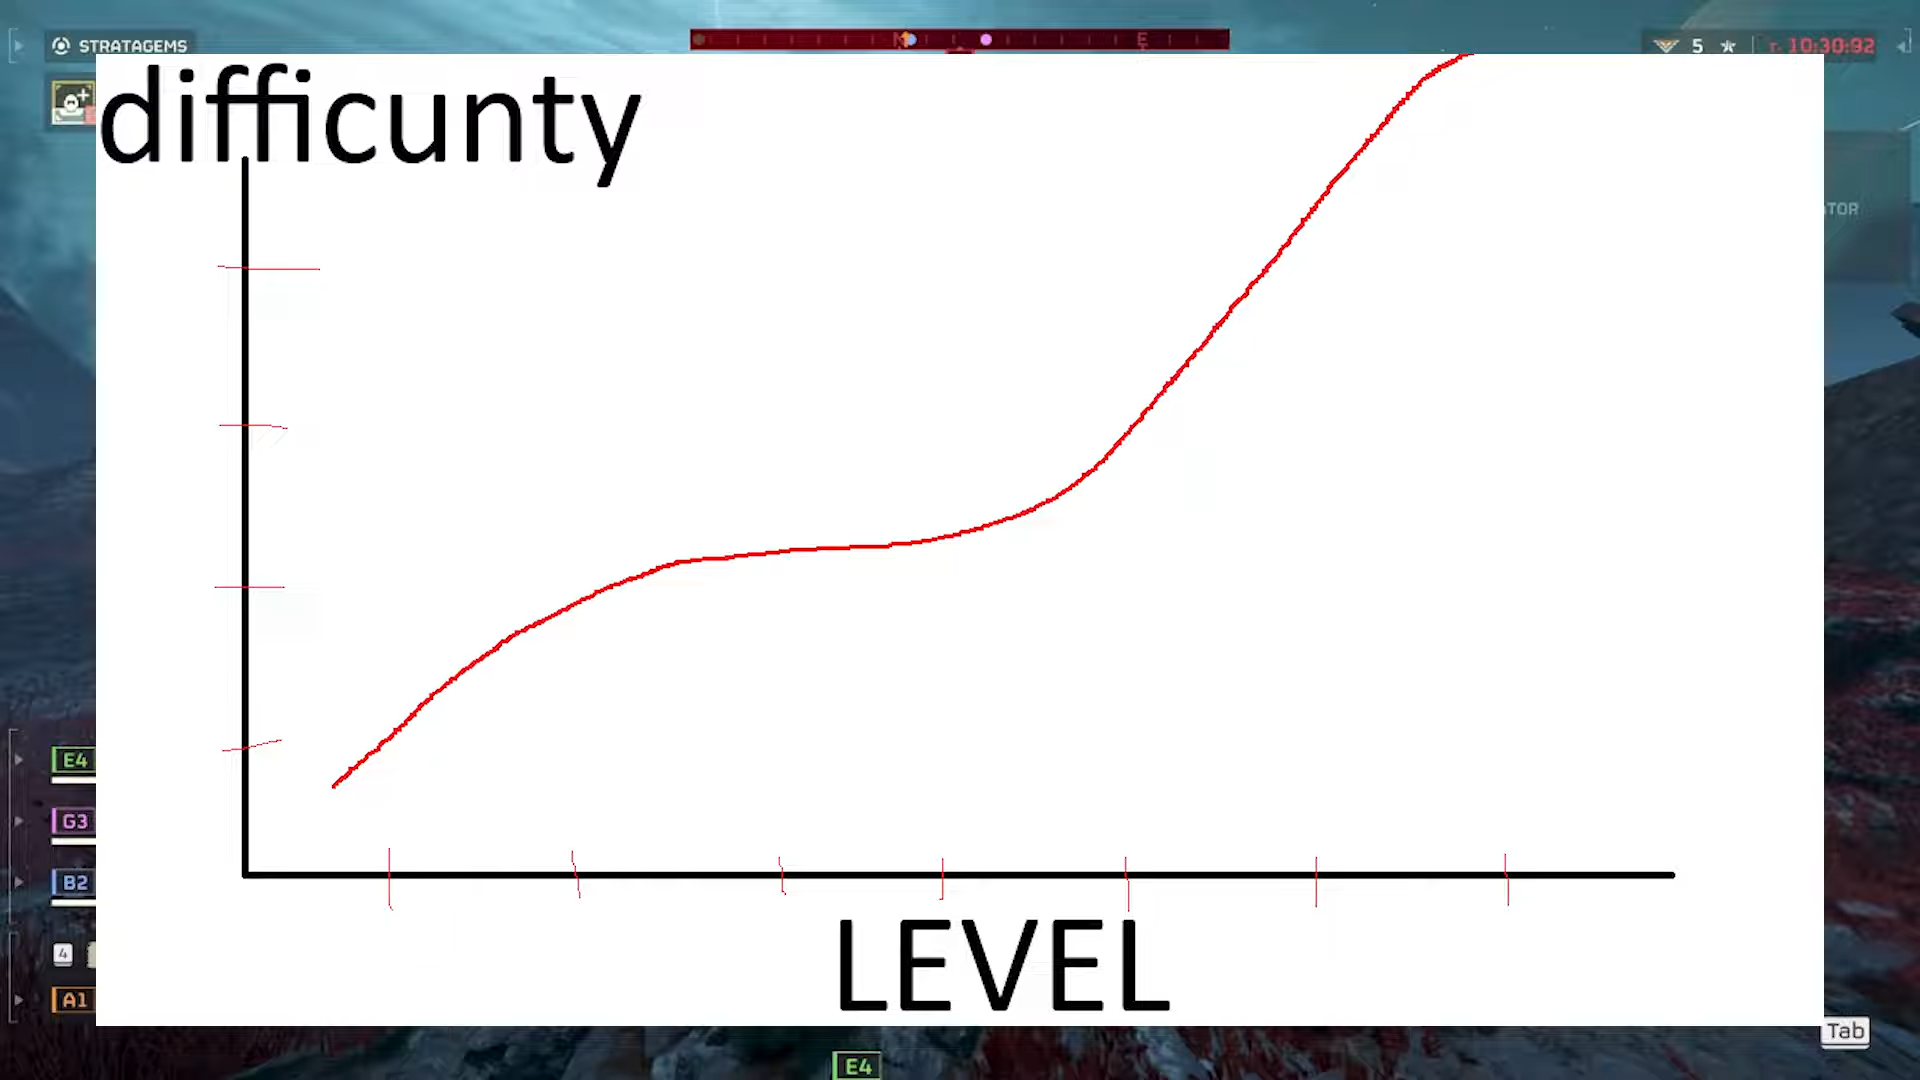 STRATAGEMS
N
E
5
10:30:92
difficunty
TOR
E4
G3
B2
4
A1
LEVEL
Tab
E4